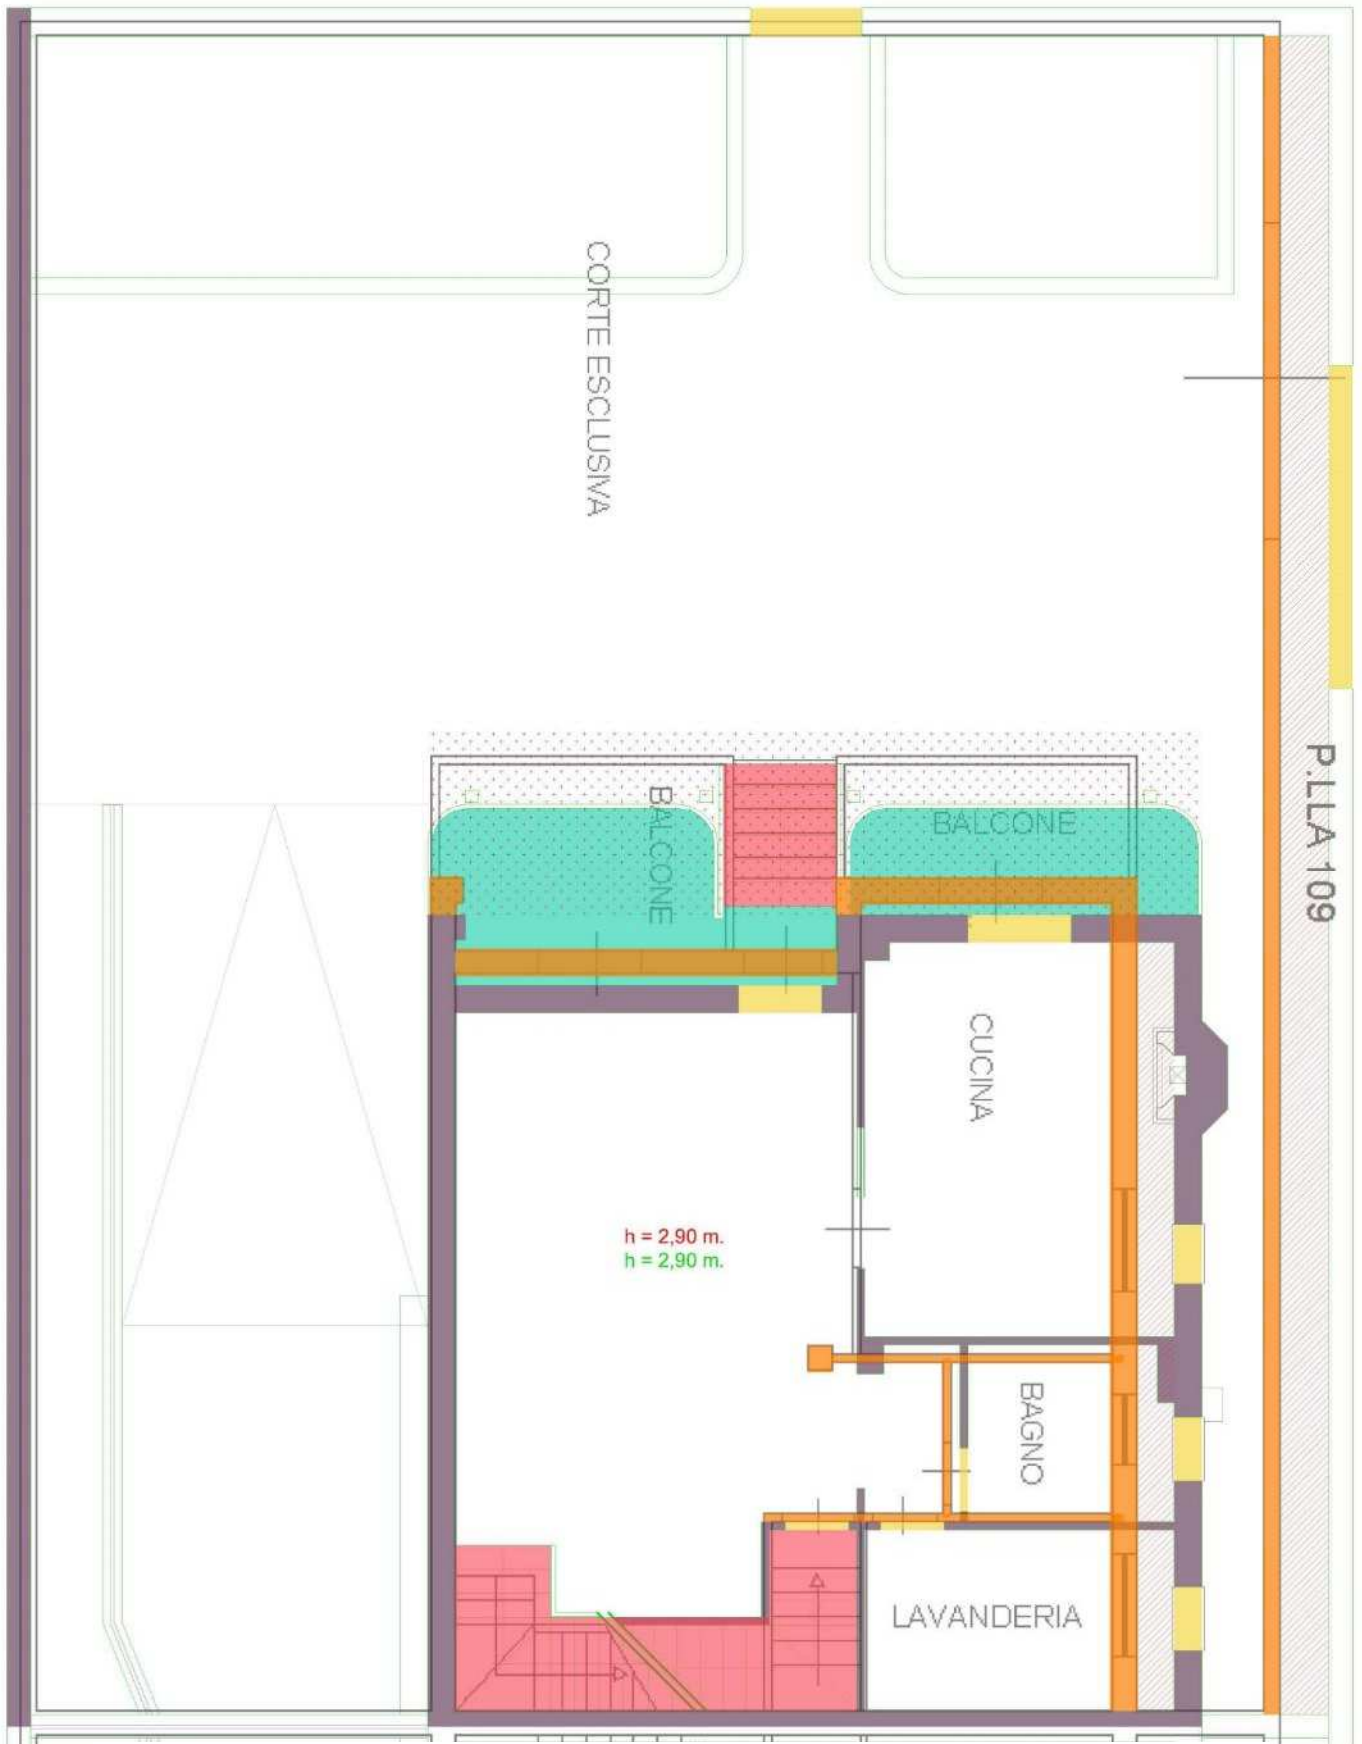 CORTE ESCLUSIVA
P.LLA 109
BALCONE
BALCONE
CUCINA
h = 2,90 m.
h = 2,90 m.
BAGNO
LAVANDERIA